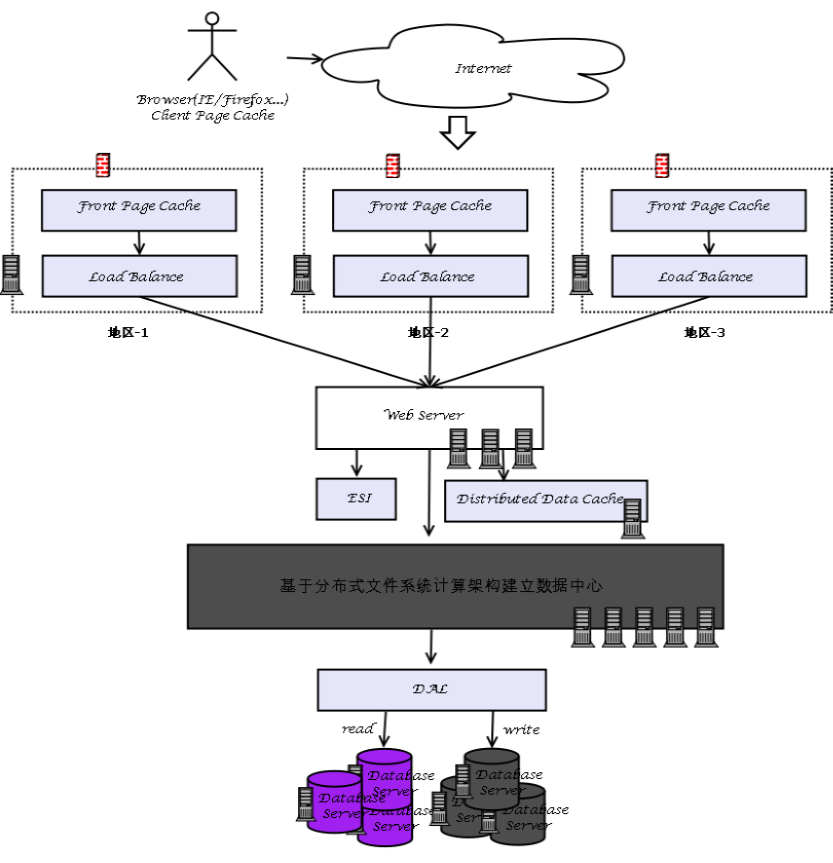 Internet
Browser(IE/Firefox...)
Client Page Cache
Front Page Cache
Front Page Cache
Front Page Cache
Load Balance
Load Balance
Load Balance
地区-1
地区-2
地区-3
Web Server
ESI
Distributed Data Cache
基于分布式文件系统计算架构建立数据中心
DAL
read
write
Database
Server
Database
Server
Database
Server
Database
Server
Database
Server